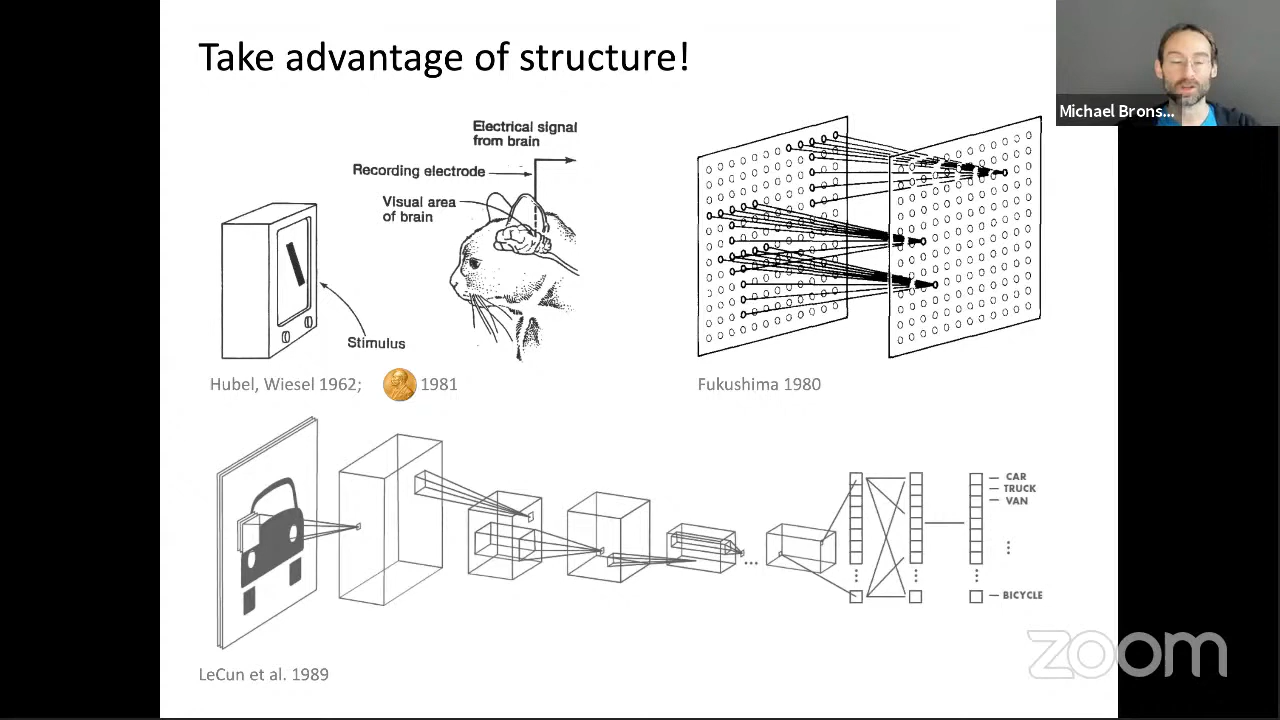 Take advantage of structure!
Michael Brons...
Electrical signal
from brain
Recording electrode
Visual area
of brain
Stimulus
Hubel, Wiesel 1962; 1981
Fukushima 1980
CAR
TRUCK
VAN
BICYCLE
LeCun et al. 1989
zoom